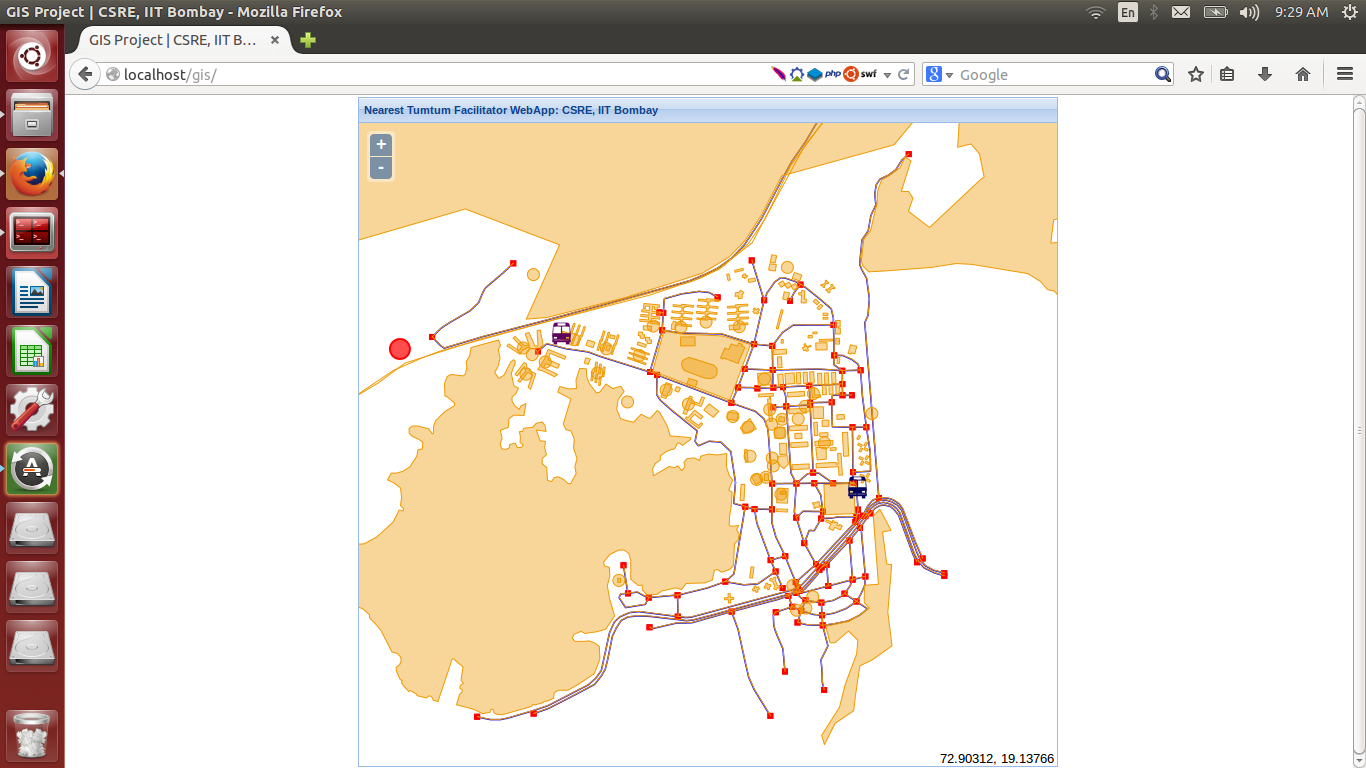 GIS Project | CSRE, IIT Bombay - Mozilla Firefox
En
9:29 AM
GIS Project | CSRE, IIT B...
localhost/gis/
php
swf
8
Google
Nearest Tumtum Facilitator WebApp: CSRE, IIT Bombay
+
-
A
72.90312, 19.13766